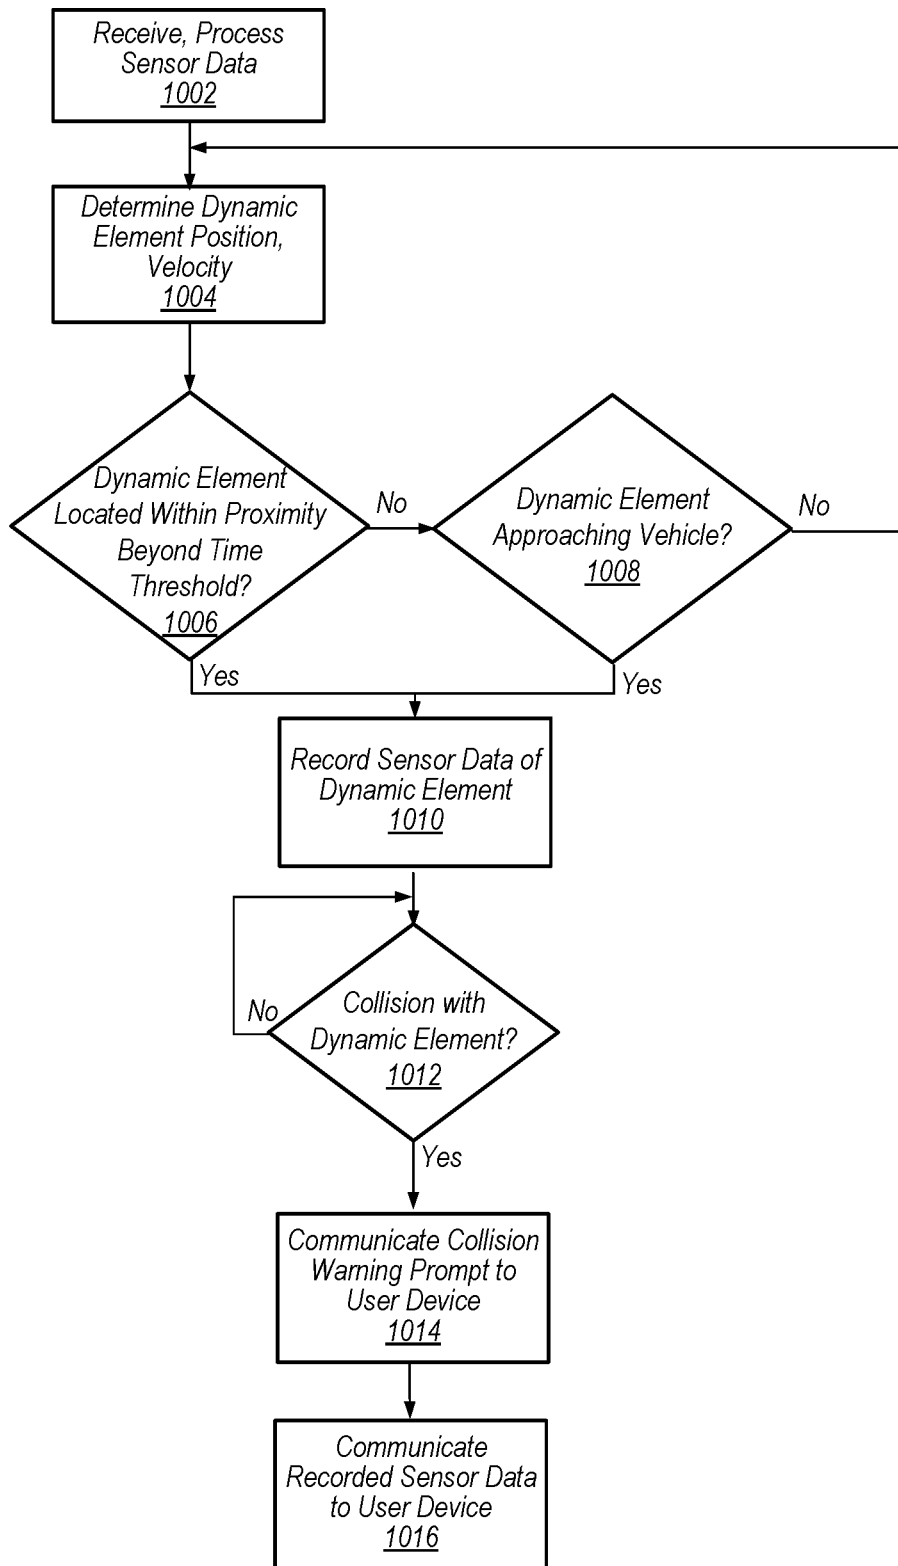 Receive, Process
Sensor Data
1002
Determine Dynamic
Element Position,
Velocity
1004
Dynamic Element
Located Within Proximity
Beyond Time
Threshold?
1006
No
Dynamic Element
Approaching Vehicle?
1008
No
Yes
Yes
Record Sensor Data of
Dynamic Element
1010
No
Collision with
Dynamic Element?
1012
Yes
Communicate Collision
Warning Prompt to
User Device
1014
Communicate
Recorded Sensor Data
to User Device
1016